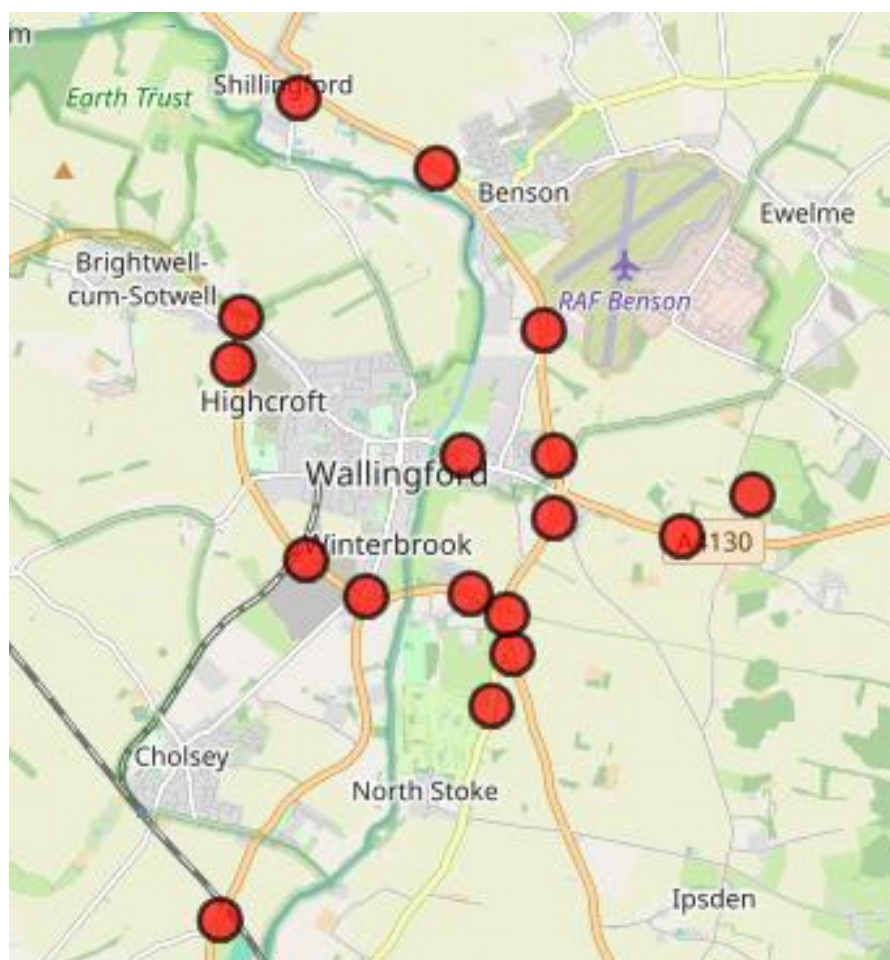 m
Shillingford
Earth Trust
Benson
Ewelme
Brightwell-
cum-Sotwell
RAF Benson
Highcroft
Wallingford
Winterbrook
A4130
Cholsey
North Stoke
Ipsden